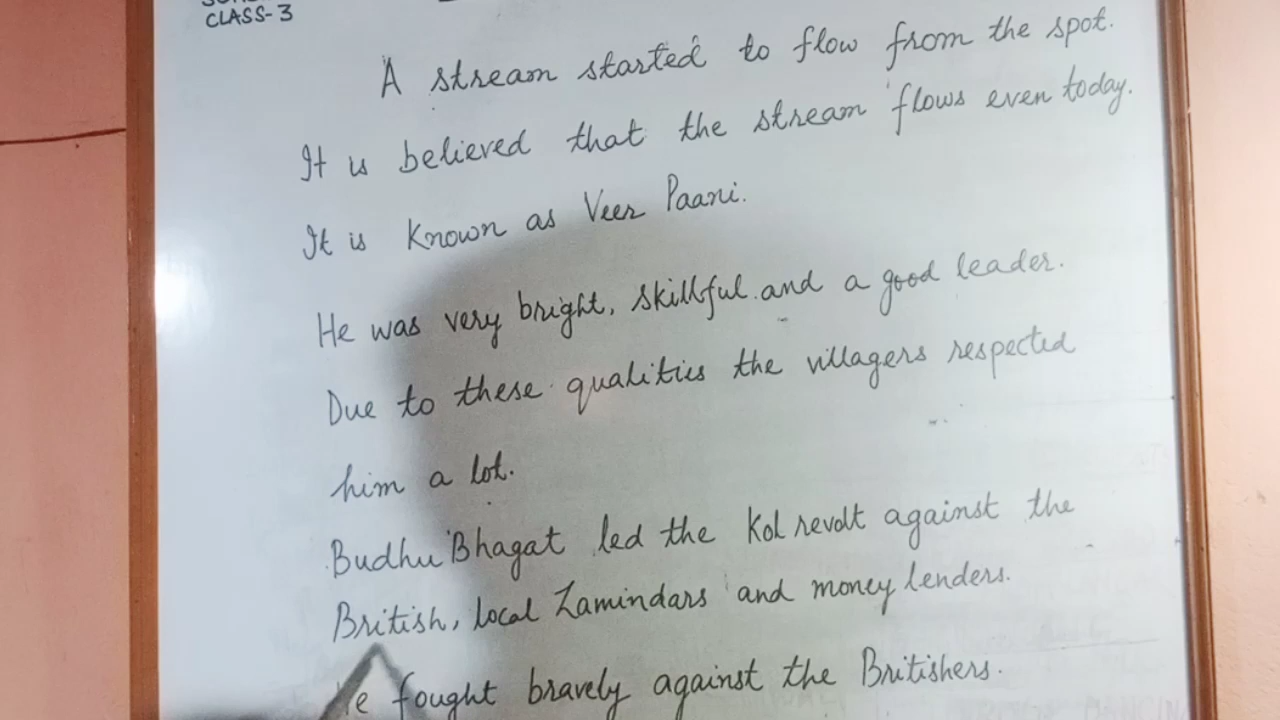 CLASS-3
A stream started to flow from the spot.
It is believed that the stream flows even today.
It is Known as Veer Paani.
He was very bright, skillful and a good leader.
Due to these qualities the villagers respected
him a lot.
Budhu Bhagat led the Kol revolt against the
British, local Zamindars and money lenders.
fought bravely against the Britishers.